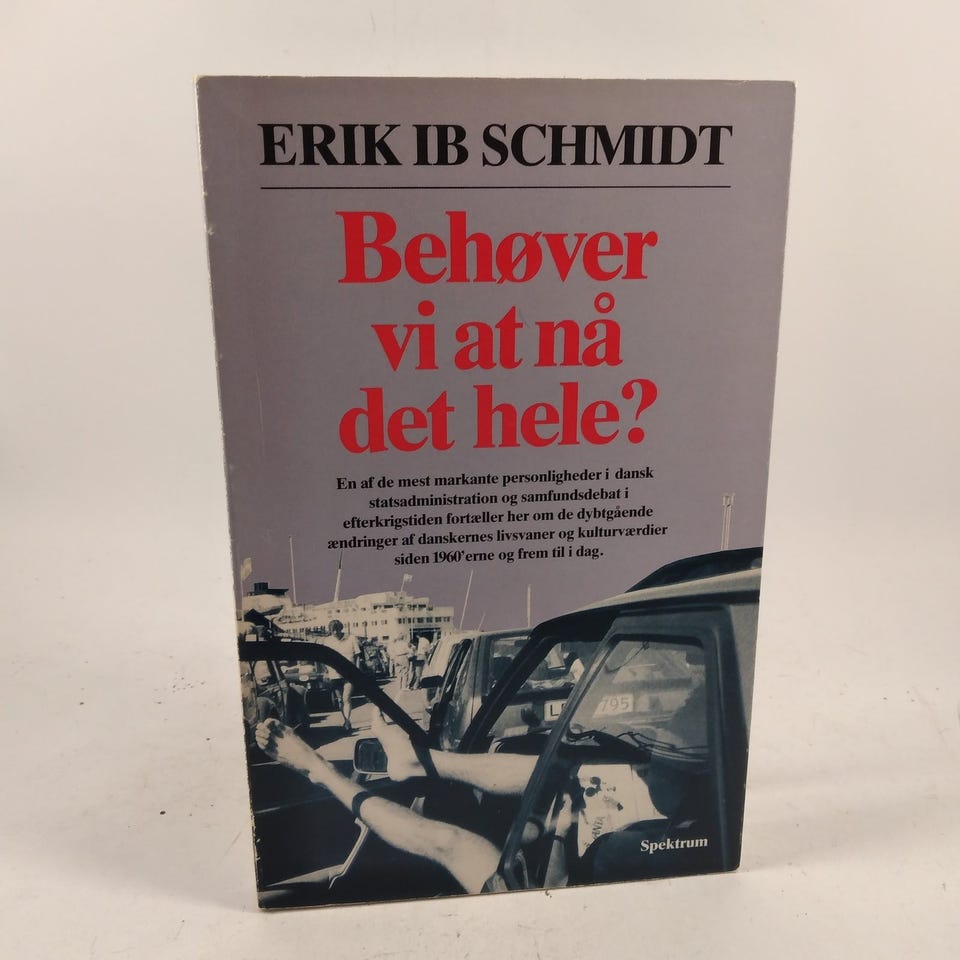 ERIK IB SCHMIDT
Behøver
vi at nå
det hele?
En af de mest markante personligheder i dansk
statsadministration og samfundsdebat i
efterkrigstiden fortæller her om de dybtgående
ændringer af danskernes livsvaner og kulturværdier
siden 1960'erne og frem til i dag.
795
Spektrum